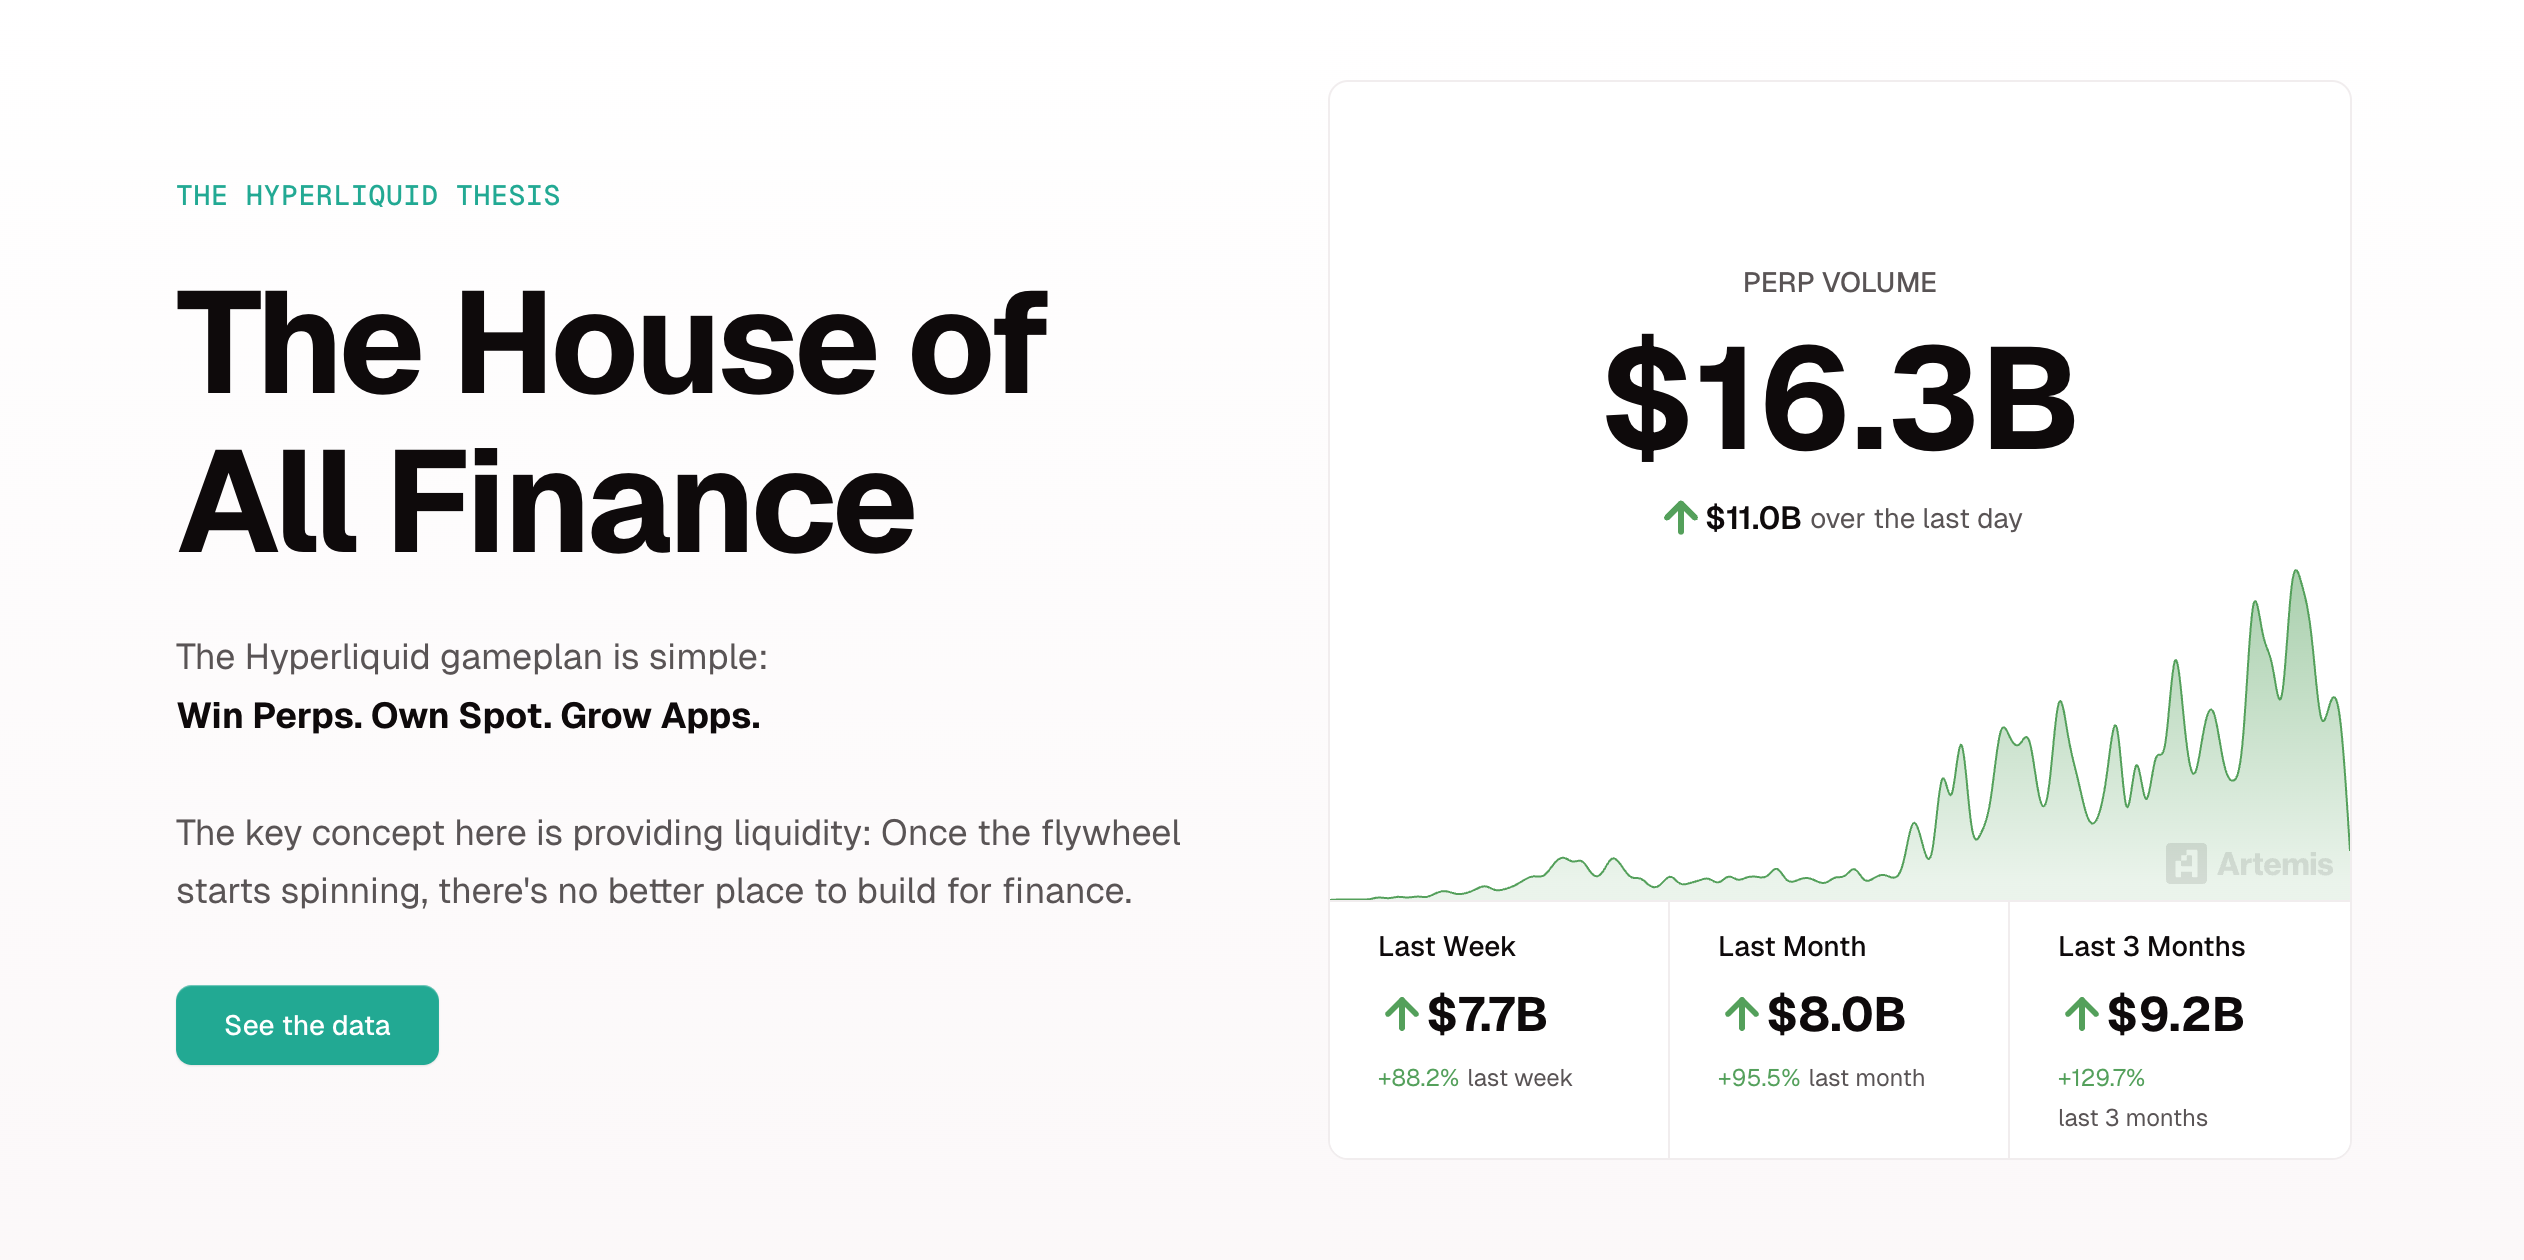 THE HYPERLIQUID THESIS
The House of
All Finance
The Hyperliquid gameplan is simple:
Win Perps. Own Spot. Grow Apps.
The key concept here is providing liquidity: Once the flywheel
starts spinning, there's no better place to build for finance.
See the data
PERP VOLUME
$16.3B
$11.0B over the last day
Artemis
Last Week
$7.7B
+88.2% last week
Last Month
$8.0B
+95.5% last month
Last 3 Months
$9.2B
+129.7%
last 3 months